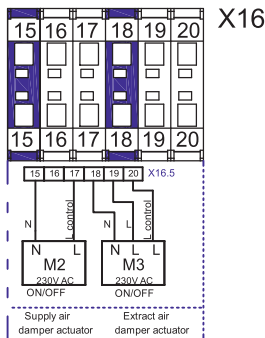 X16
15 16 17 18 19 20
15 16 17 18 19 20
15 16 17 18 19 20 X16.5
N L control N L L control
N L N L L
M2 M3
230V AC 230V AC
ON/OFF ON/OFF
Supply air Extract air
damper actuator damper actuator